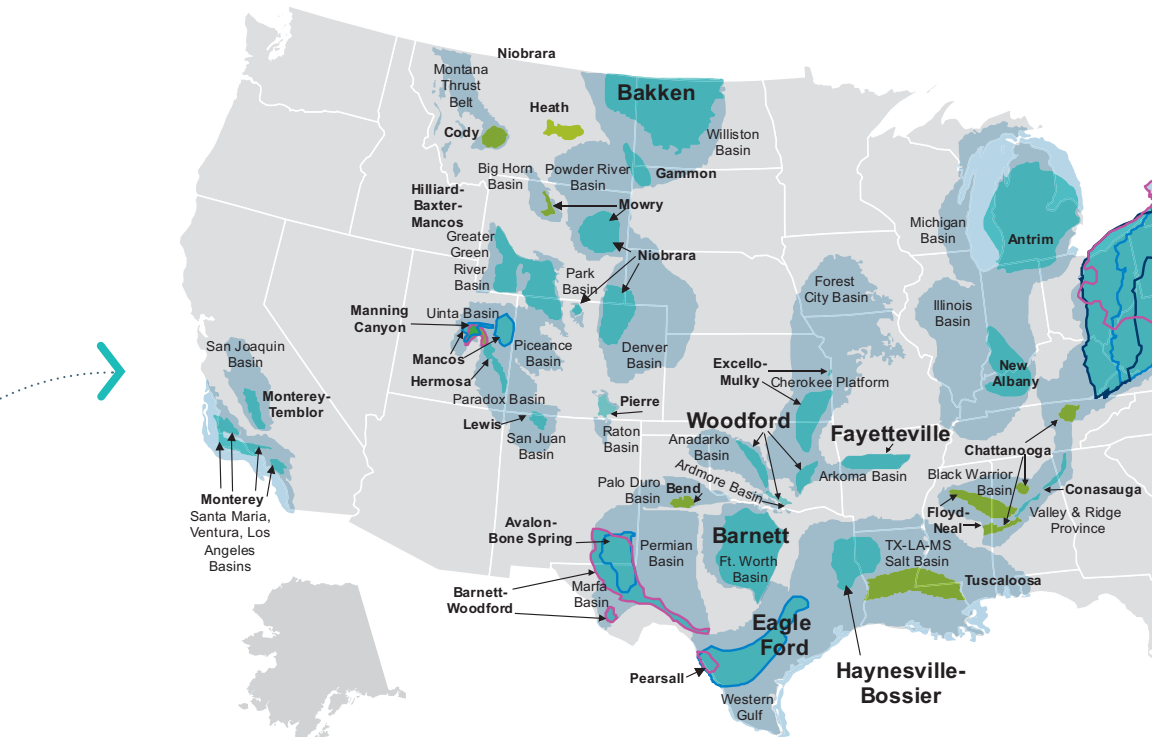 Niobrara
Montana
Thrust
Belt
Bakken
Heath
Cody
Williston
Basin
Big Horn
Basin
Powder River
Basin
Gammon
Hilliard-
Baxter-
Mancos
Mowry
Michigan
Basin
Antrim
Greater
Green
River
Basin
Niobrara
Park
Basin
Forest
City Basin
Illinois
Basin
Manning
Canyon
Uinta Basin
San Joaquin
Basin
Mancos
Piceance
Basin
Denver
Basin
Hermosa
Excello-
Mulky
Cherokee Platform
New
Albany
Monterey-
Temblor
Paradox Basin
Pierre
Lewis
San Juan
Basin
Raton
Basin
Woodford
Anadarko
Basin
Fayetteville
Chattanooga
Ardmore Basin
Arkoma Basin
Black Warrior
Basin
Conasauga
Palo Duro
Basin
Bend
Monterey
Santa Maria,
Ventura, Los
Angeles
Basins
Floyd-
Neal
Valley & Ridge
Province
Avalon-
Bone Spring
Permian
Basin
Barnett
Ft. Worth
Basin
TX-LA-MS
Salt Basin
Tuscaloosa
Barnett-
Woodford
Marfa
Basin
Eagle
Ford
Pearsall
Haynesville-
Bossier
Western
Gulf